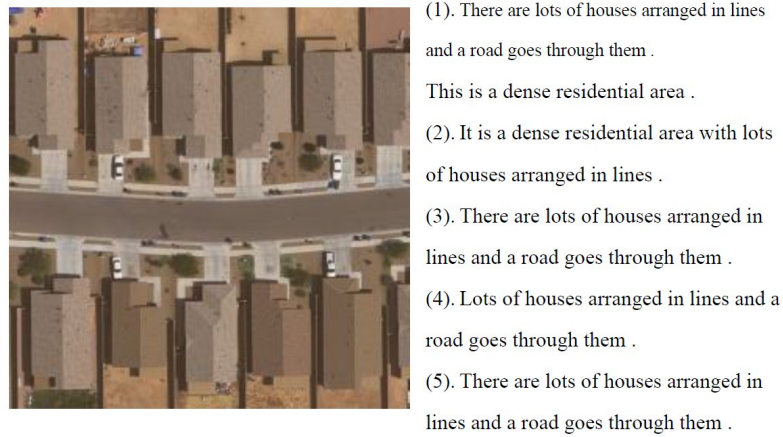 (1). There are lots of houses arranged in lines
and a road goes through them .
This is a dense residential area .
(2). It is a dense residential area with lots
of houses arranged in lines .
(3). There are lots of houses arranged in
lines and a road goes through them .
(4). Lots of houses arranged in lines and a
road goes through them .
(5). There are lots of houses arranged in
lines and a road goes through them .